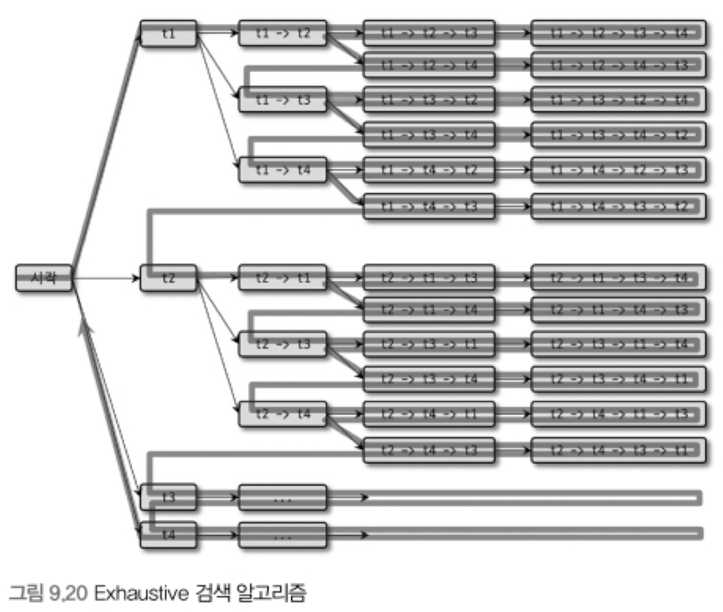 t1
t1 -> t2
t1 -> t2 -> t3
t1 -> t2 -> t3 -> t4
t1 -> t2 -> t4
t1 -> t2 -> t4 -> t3
t1 -> t3
t1 -> t3 -> t2
t1 -> t3 -> t2 -> t4
t1 -> t3 -> t4
t1 -> t3 -> t4 -> t2
t1 -> t4
t1 -> t4 -> t2
t1 -> t4 -> t2 -> t3
t1 -> t4 -> t3
t1 -> t4 -> t3 -> t2
시작
t2
t2 -> t1
t2 -> t1 -> t3
t2 -> t1 -> t3 -> t4
t2 -> t1 -> t4
t2 -> t1 -> t4 -> t3
t2 -> t3
t2 -> t3 -> t1
t2 -> t3 -> t1 -> t4
t2 -> t3 -> t4
t2 -> t3 -> t4 -> t1
t2 -> t4
t2 -> t4 -> t1
t2 -> t4 -> t1 -> t3
t2 -> t4 -> t3
t2 -> t4 -> t3 -> t1
t3
...
t4
...
그림 9.20 Exhaustive 검색 알고리즘